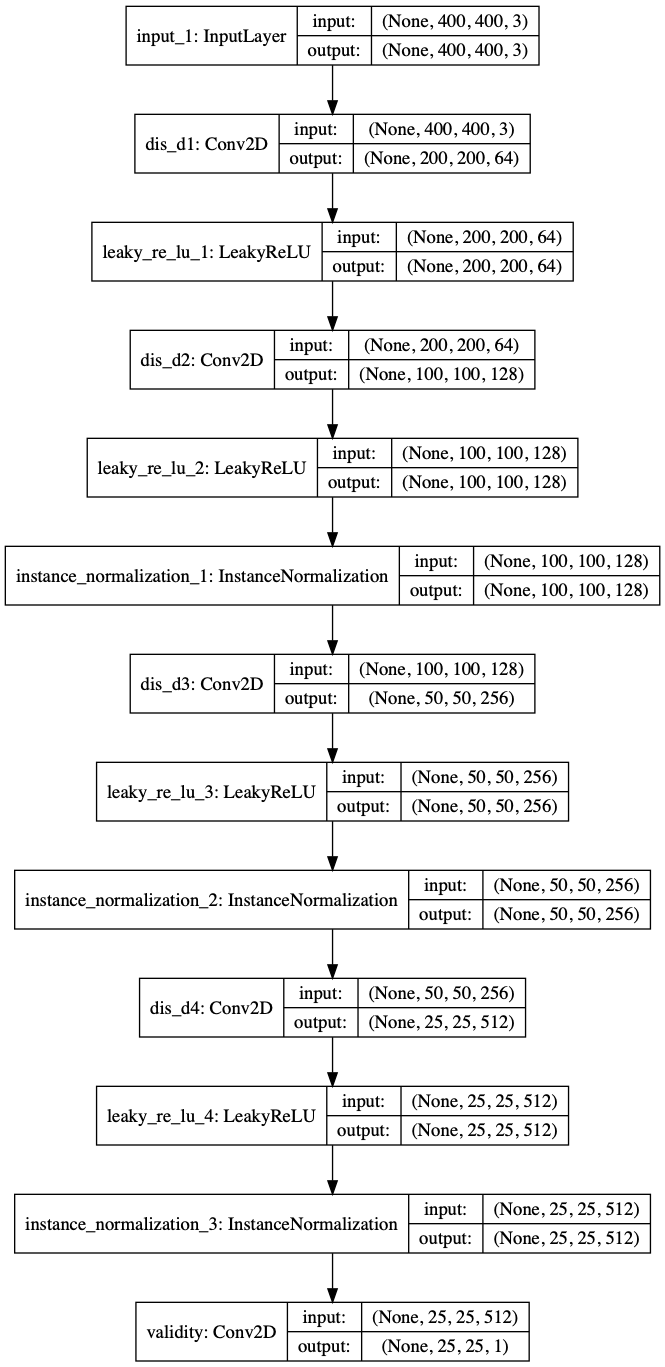 input_1: InputLayer
input: (None, 400, 400, 3)
output: (None, 400, 400, 3)
dis_d1: Conv2D
input: (None, 400, 400, 3)
output: (None, 200, 200, 64)
leaky_re_lu_1: LeakyReLU
input: (None, 200, 200, 64)
output: (None, 200, 200, 64)
dis_d2: Conv2D
input: (None, 200, 200, 64)
output: (None, 100, 100, 128)
leaky_re_lu_2: LeakyReLU
input: (None, 100, 100, 128)
output: (None, 100, 100, 128)
instance_normalization_1: InstanceNormalization
input: (None, 100, 100, 128)
output: (None, 100, 100, 128)
dis_d3: Conv2D
input: (None, 100, 100, 128)
output: (None, 50, 50, 256)
leaky_re_lu_3: LeakyReLU
input: (None, 50, 50, 256)
output: (None, 50, 50, 256)
instance_normalization_2: InstanceNormalization
input: (None, 50, 50, 256)
output: (None, 50, 50, 256)
dis_d4: Conv2D
input: (None, 50, 50, 256)
output: (None, 25, 25, 512)
leaky_re_lu_4: LeakyReLU
input: (None, 25, 25, 512)
output: (None, 25, 25, 512)
instance_normalization_3: InstanceNormalization
input: (None, 25, 25, 512)
output: (None, 25, 25, 512)
validity: Conv2D
input: (None, 25, 25, 512)
output: (None, 25, 25, 1)